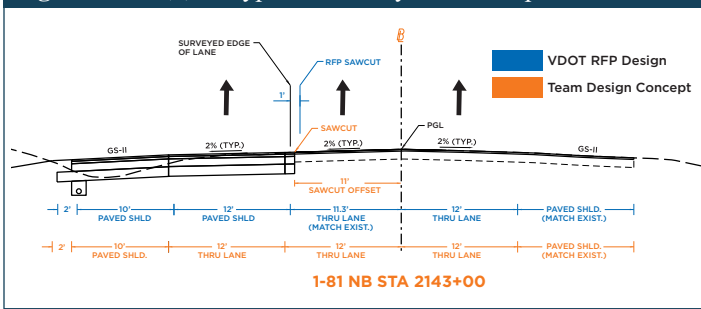 SURVEYED EDGE
OF LANE
RFP SAWCUT
1'
VDOT RFP Design
Team Design Concept
SAWCUT
PGL
GS-II
2% (TYP.)
2% (TYP.)
2% (TYP.)
GS-II
11'
SAWCUT OFFSET
2'
10'
PAVED SHLD
12'
PAVED SHLD
11.3'
THRU LANE
(MATCH EXIST.)
12'
THRU LANE
PAVED SHLD.
(MATCH EXIST.)
2'
10'
PAVED SHLD.
12'
THRU LANE
12'
THRU LANE
12'
THRU LANE
PAVED SHLD.
(MATCH EXIST.)
1-81 NB STA 2143+00